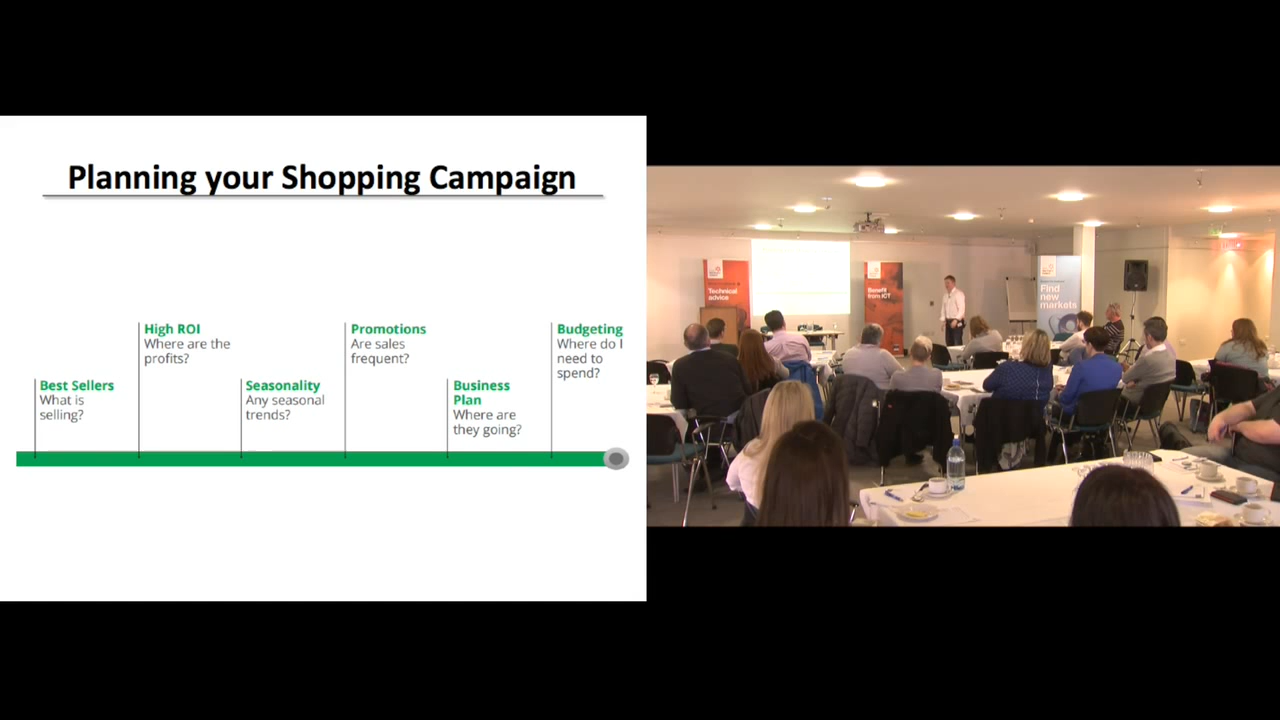 Planning your Shopping Campaign
High ROI
Where are the
profits?
Promotions
Are sales
frequent?
Budgeting
Where do I
need to
spend?
Best Sellers
What is
selling?
Seasonality
Any seasonal
trends?
Business
Plan
Where are
they going?
Technical
advice
Benefit
from ICT
Find
new
markets